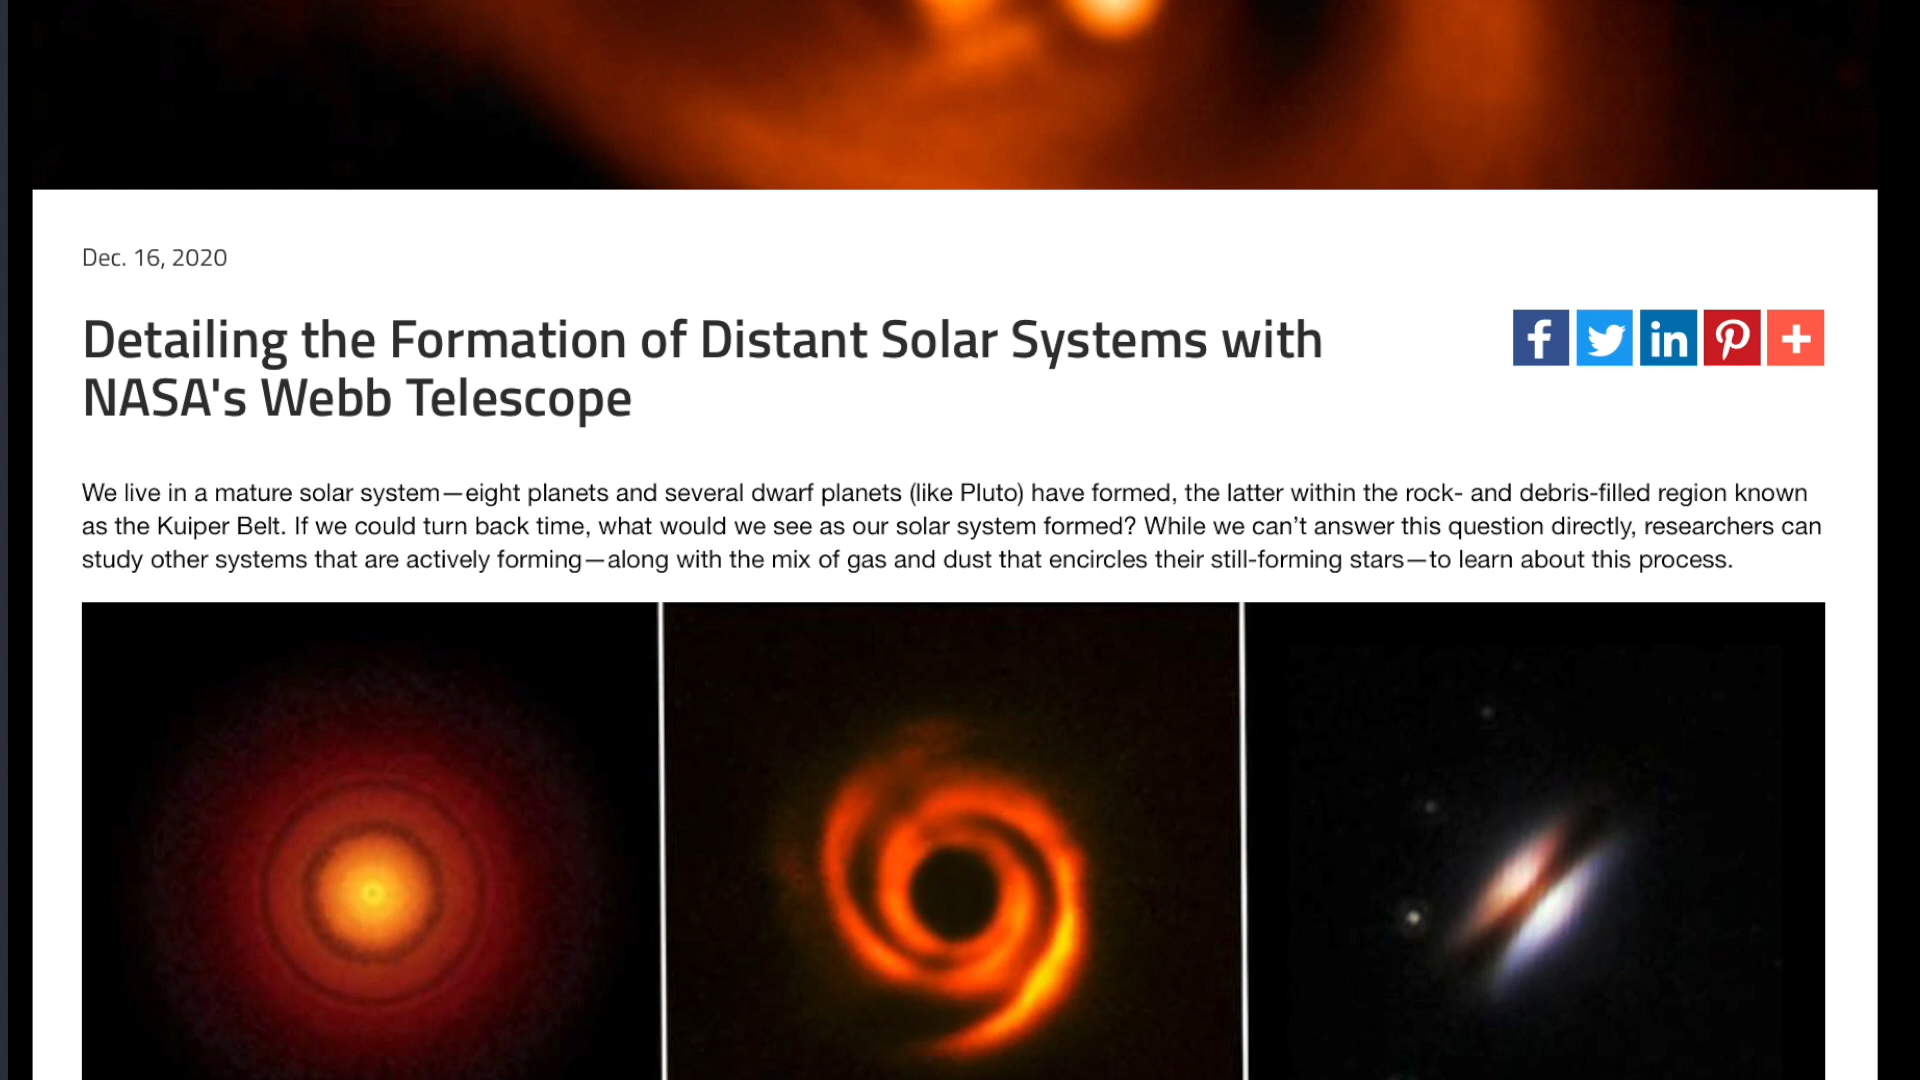 Dec. 16, 2020
Detailing the Formation of Distant Solar Systems with
NASA's Webb Telescope
We live in a mature solar system—eight planets and several dwarf planets (like Pluto) have formed, the latter within the rock- and debris-filled region known
as the Kuiper Belt. If we could turn back time, what would we see as our solar system formed? While we can’t answer this question directly, researchers can
study other systems that are actively forming—along with the mix of gas and dust that encircles their still-forming stars—to learn about this process.